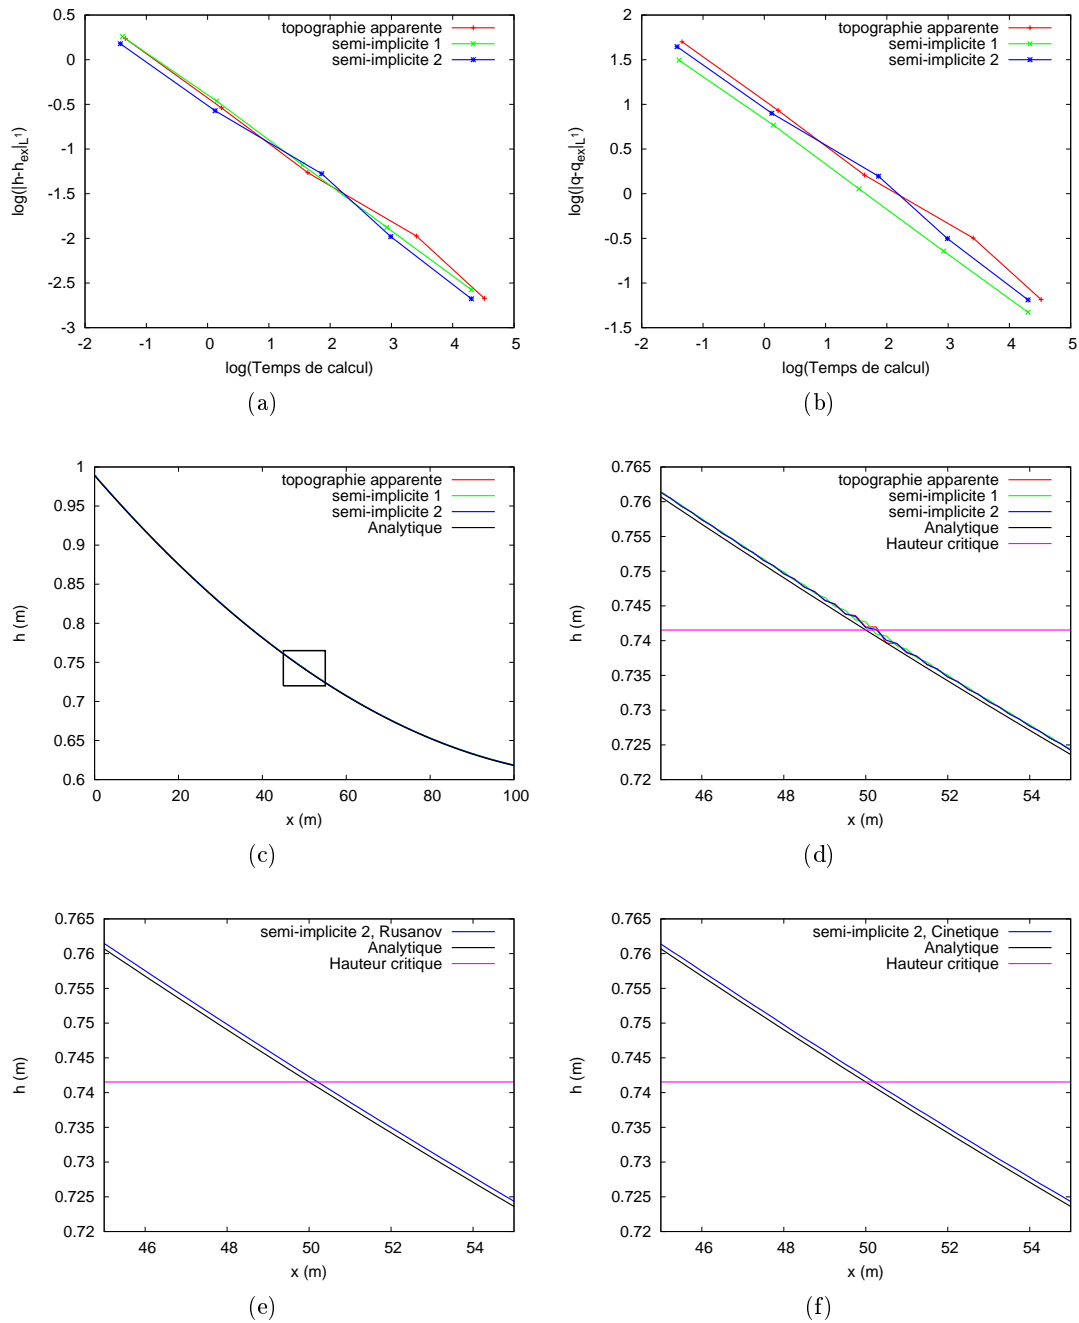 0.5
0
-0.5
-1
-1.5
-2
-2.5
-3
-2
-1
0
1
2
3
4
5
log(|h-h_ex|_L1)
log(Temps de calcul)
topographie apparente
semi-implicite 1
semi-implicite 2
(a)
2
1.5
1
0.5
0
-0.5
-1
-1.5
-2
-1
0
1
2
3
4
5
log(|q-q_ex|_L1)
log(Temps de calcul)
topographie apparente
semi-implicite 1
semi-implicite 2
(b)
1
0.95
0.9
0.85
0.8
0.75
0.7
0.65
0.6
0
20
40
60
80
100
h (m)
x (m)
topographie apparente
semi-implicite 1
semi-implicite 2
Analytique
(c)
0.765
0.76
0.755
0.75
0.745
0.74
0.735
0.73
0.725
0.72
46
48
50
52
54
h (m)
x (m)
topographie apparente
semi-implicite 1
semi-implicite 2
Analytique
Hauteur critique
(d)
0.765
0.76
0.755
0.75
0.745
0.74
0.735
0.73
0.725
0.72
46
48
50
52
54
h (m)
x (m)
semi-implicite 2, Rusanov
Analytique
Hauteur critique
(e)
0.765
0.76
0.755
0.75
0.745
0.74
0.735
0.73
0.725
0.72
46
48
50
52
54
h (m)
x (m)
semi-implicite 2, Cinetique
Analytique
Hauteur critique
(f)